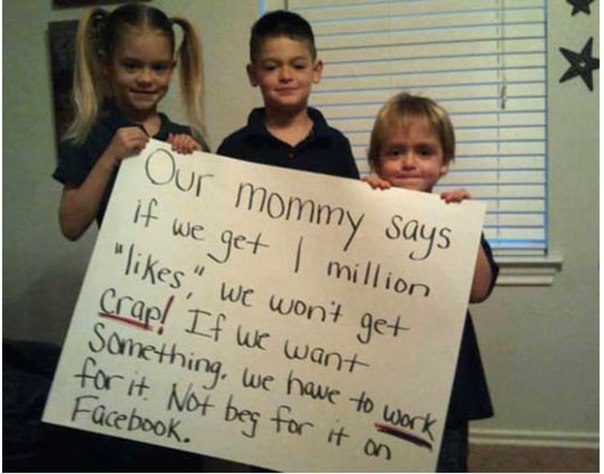 Our mommy says
if we get 1 million
"likes," we won't get
crap! If we want
Something, we have to work
for it. Not beg for it on
Facebook.